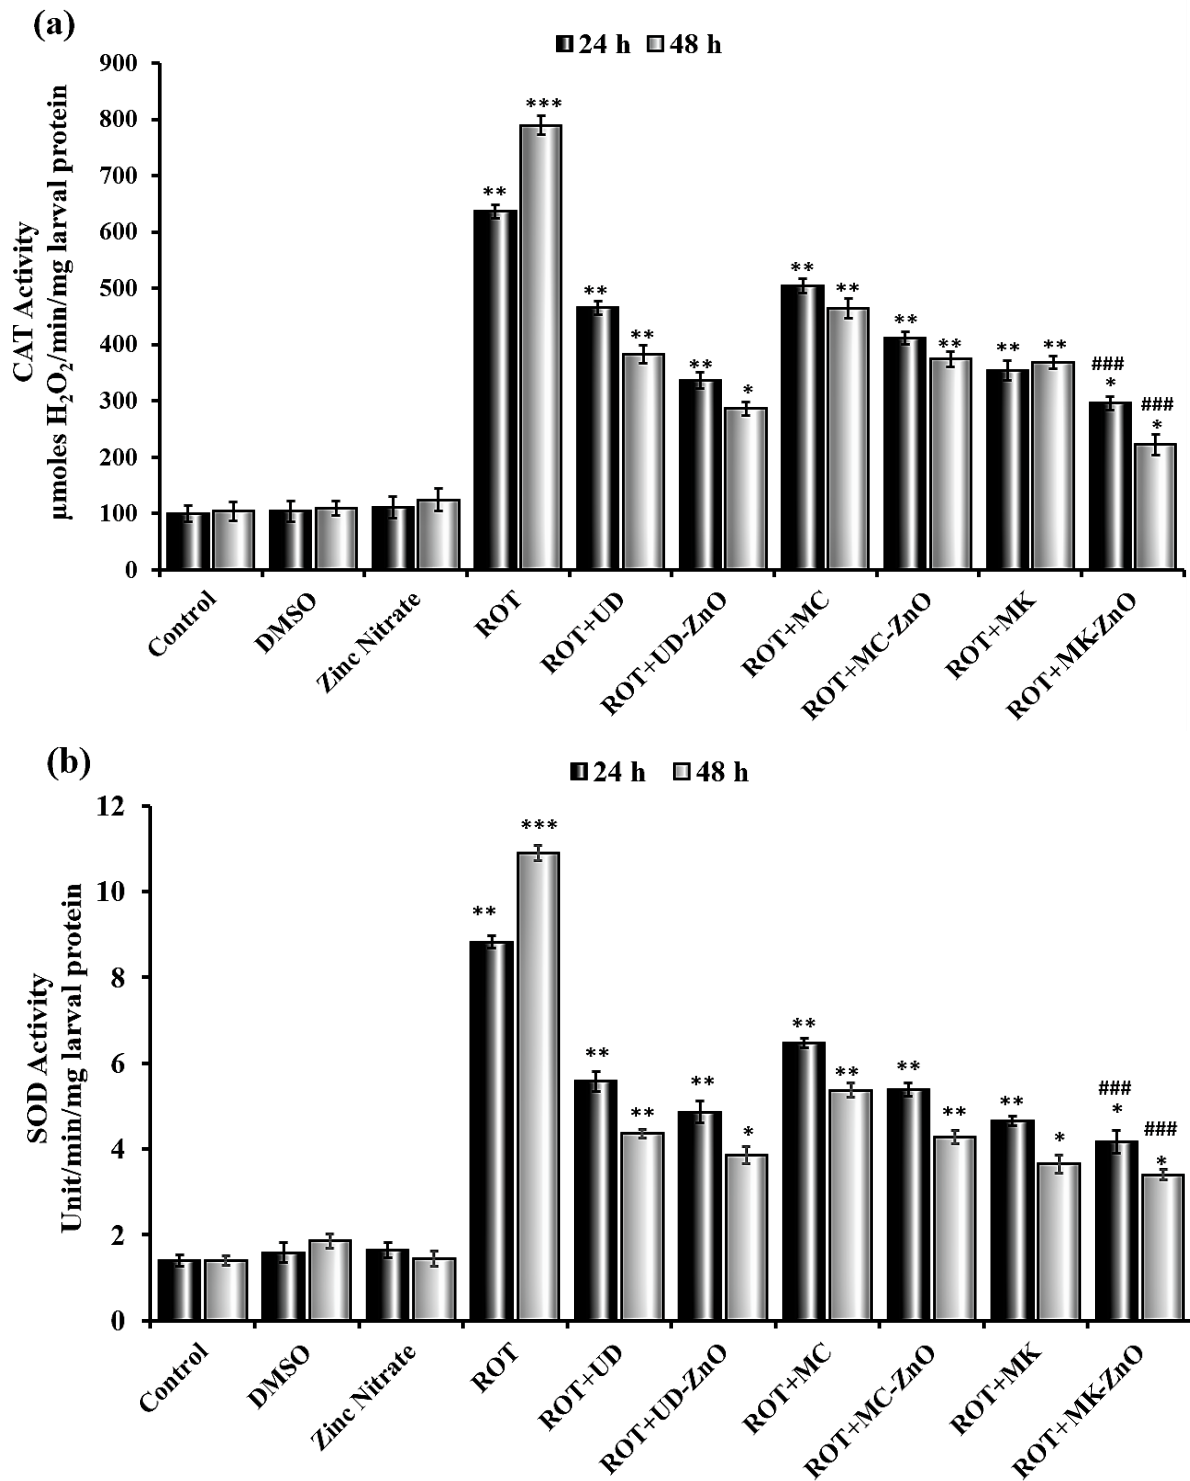 (a)
24 h 48 h
CAT Activity
µmoles H₂O₂/min/mg larval protein
900
800
700
600
500
400
300
200
100
0
***
**
**
**
**
*
**
**
**
**
**
**
###
*
###
*
Control
DMSO
Zinc Nitrate
ROT
ROT+UD
ROT+UD-ZnO
ROT+MC
ROT+MC-ZnO
ROT+MK
ROT+MK-ZnO
(b)
24 h 48 h
SOD Activity
Unit/min/mg larval protein
12
10
8
6
4
2
0
**
***
**
**
**
*
**
**
**
**
**
*
###
*
###
*
Control
DMSO
Zinc Nitrate
ROT
ROT+UD
ROT+UD-ZnO
ROT+MC
ROT+MC-ZnO
ROT+MK
ROT+MK-ZnO